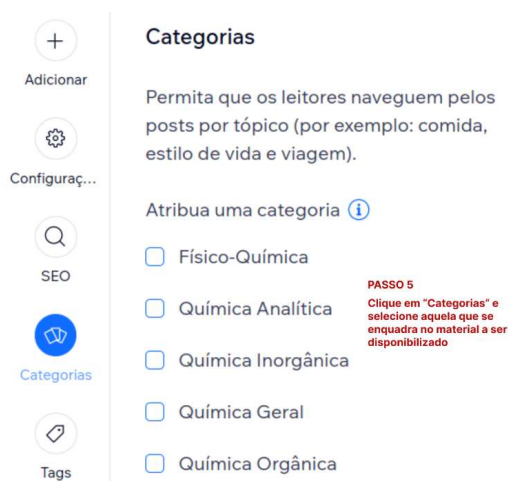 Adicionar
Configuraç...
SEO
Categorias
Tags
Categorias
Permita que os leitores naveguem pelos
posts por tópico (por exemplo: comida,
estilo de vida e viagem).
Atribua uma categoria
Físico-Química
Química Analítica
Química Inorgânica
Química Geral
Química Orgânica
PASSO 5
Clique em "Categorias" e
selecione aquela que se
enquadra no material a ser
disponibilizado